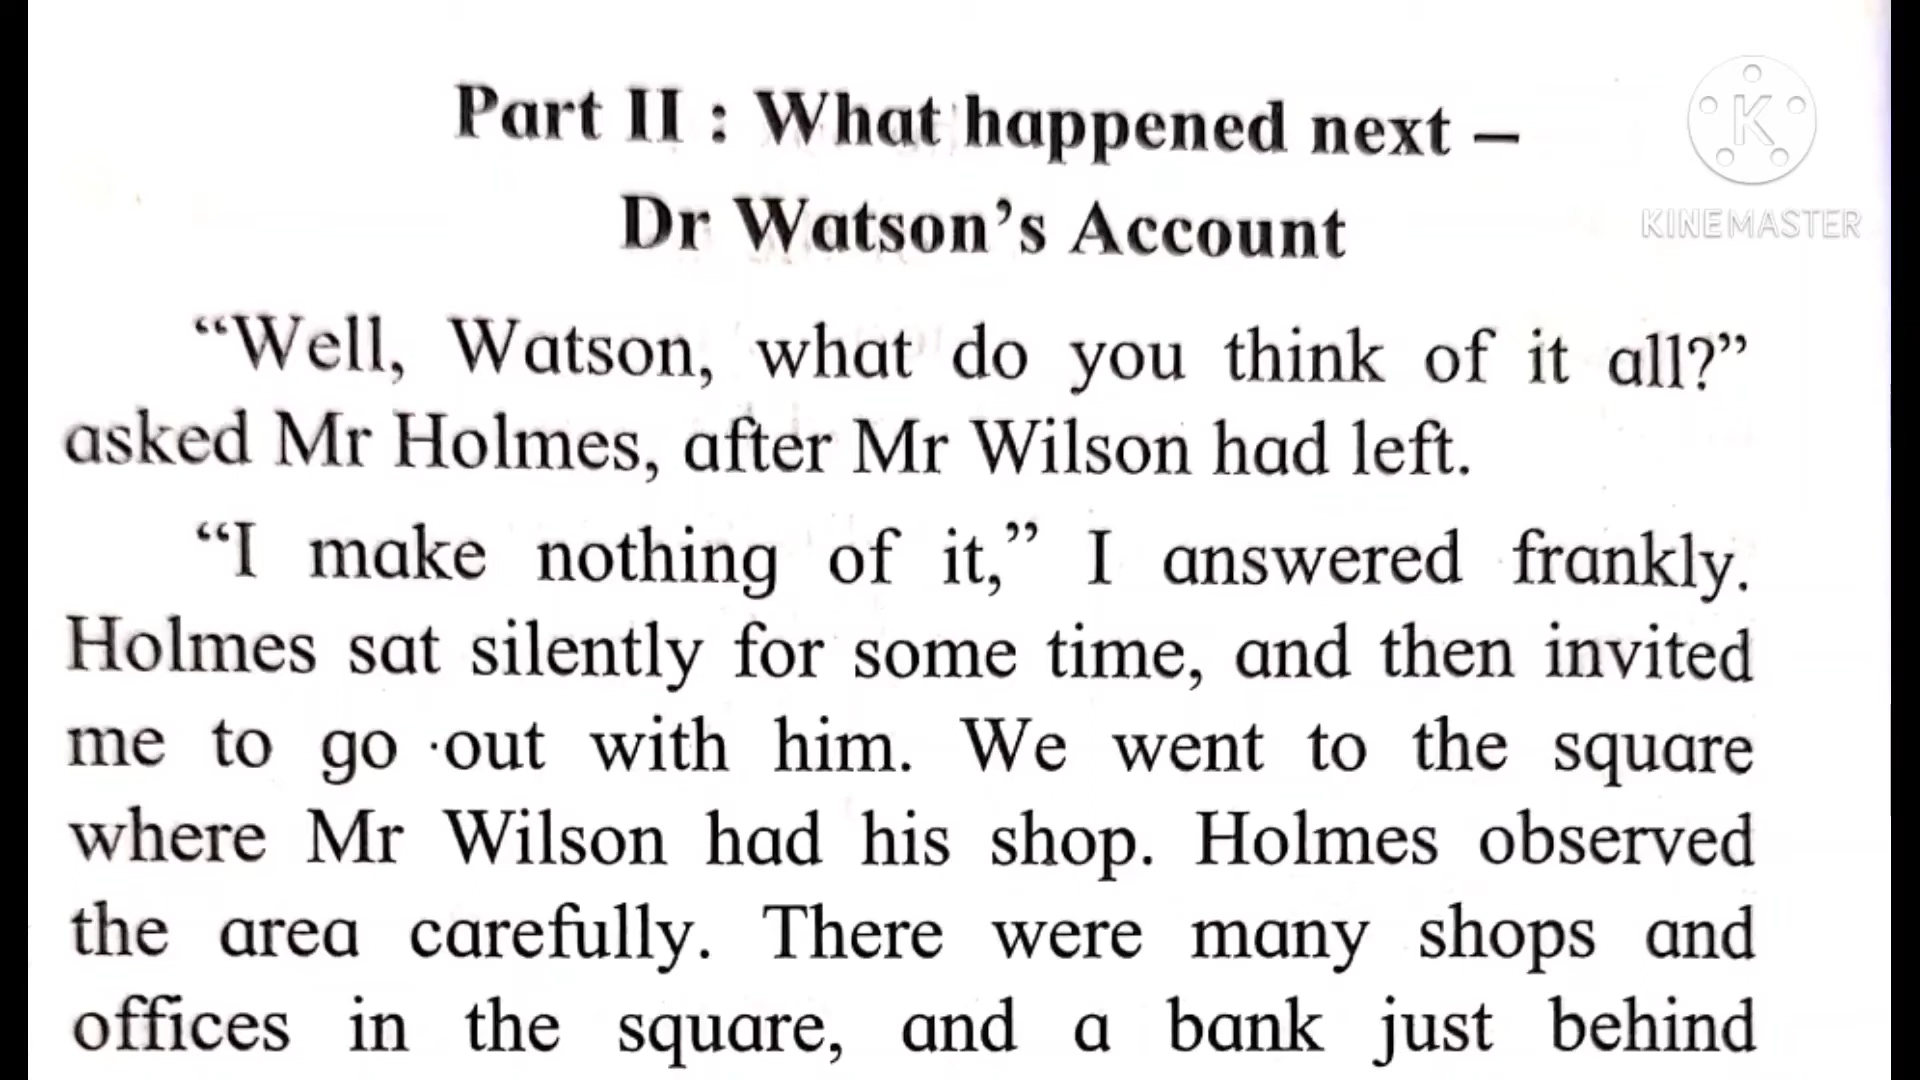 Part II : What happened next –
Dr Watson’s Account
“Well, Watson, what do you think of it all?”
asked Mr Holmes, after Mr Wilson had left.
“I make nothing of it,” I answered frankly.
Holmes sat silently for some time, and then invited
me to go out with him. We went to the square
where Mr Wilson had his shop. Holmes observed
the area carefully. There were many shops and
offices in the square, and a bank just behind
K
KINEMASTER